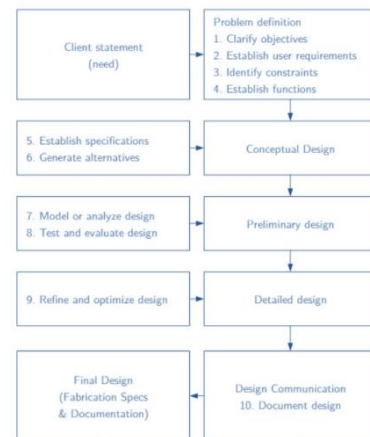 Client statement
(need)
Problem definition
1. Clarify objectives
2. Establish user requirements
3. Identify constraints
4. Establish functions
5. Establish specifications
6. Generate alternatives
Conceptual Design
7. Model or analyze design
8. Test and evaluate design
Preliminary design
9. Refine and optimize design
Detailed design
Final Design
(Fabrication Specs
& Documentation)
Design Communication
10. Document design